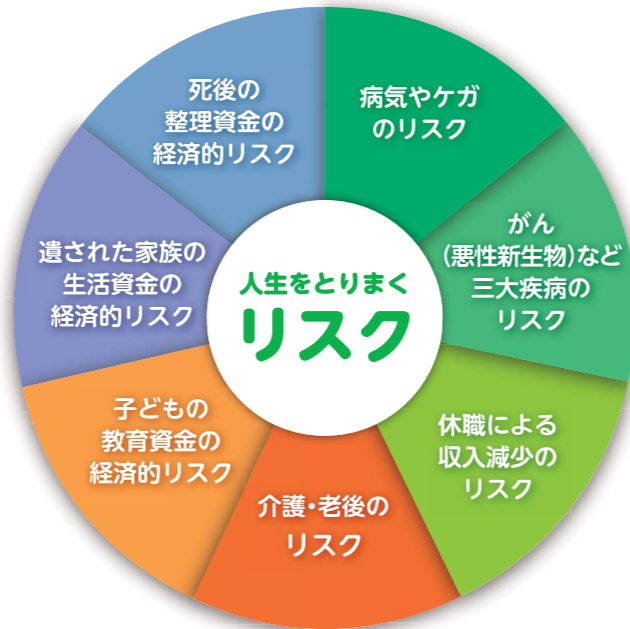 人生をとりまく
リスク
病気やケガ
のリスク
がん
(悪性新生物)など
三大疾病の
リスク
休職による
収入減少の
リスク
介護・老後の
リスク
子どもの
教育資金の
経済的リスク
遺された家族の
生活資金の
経済的リスク
死後の
整理資金の
経済的リスク